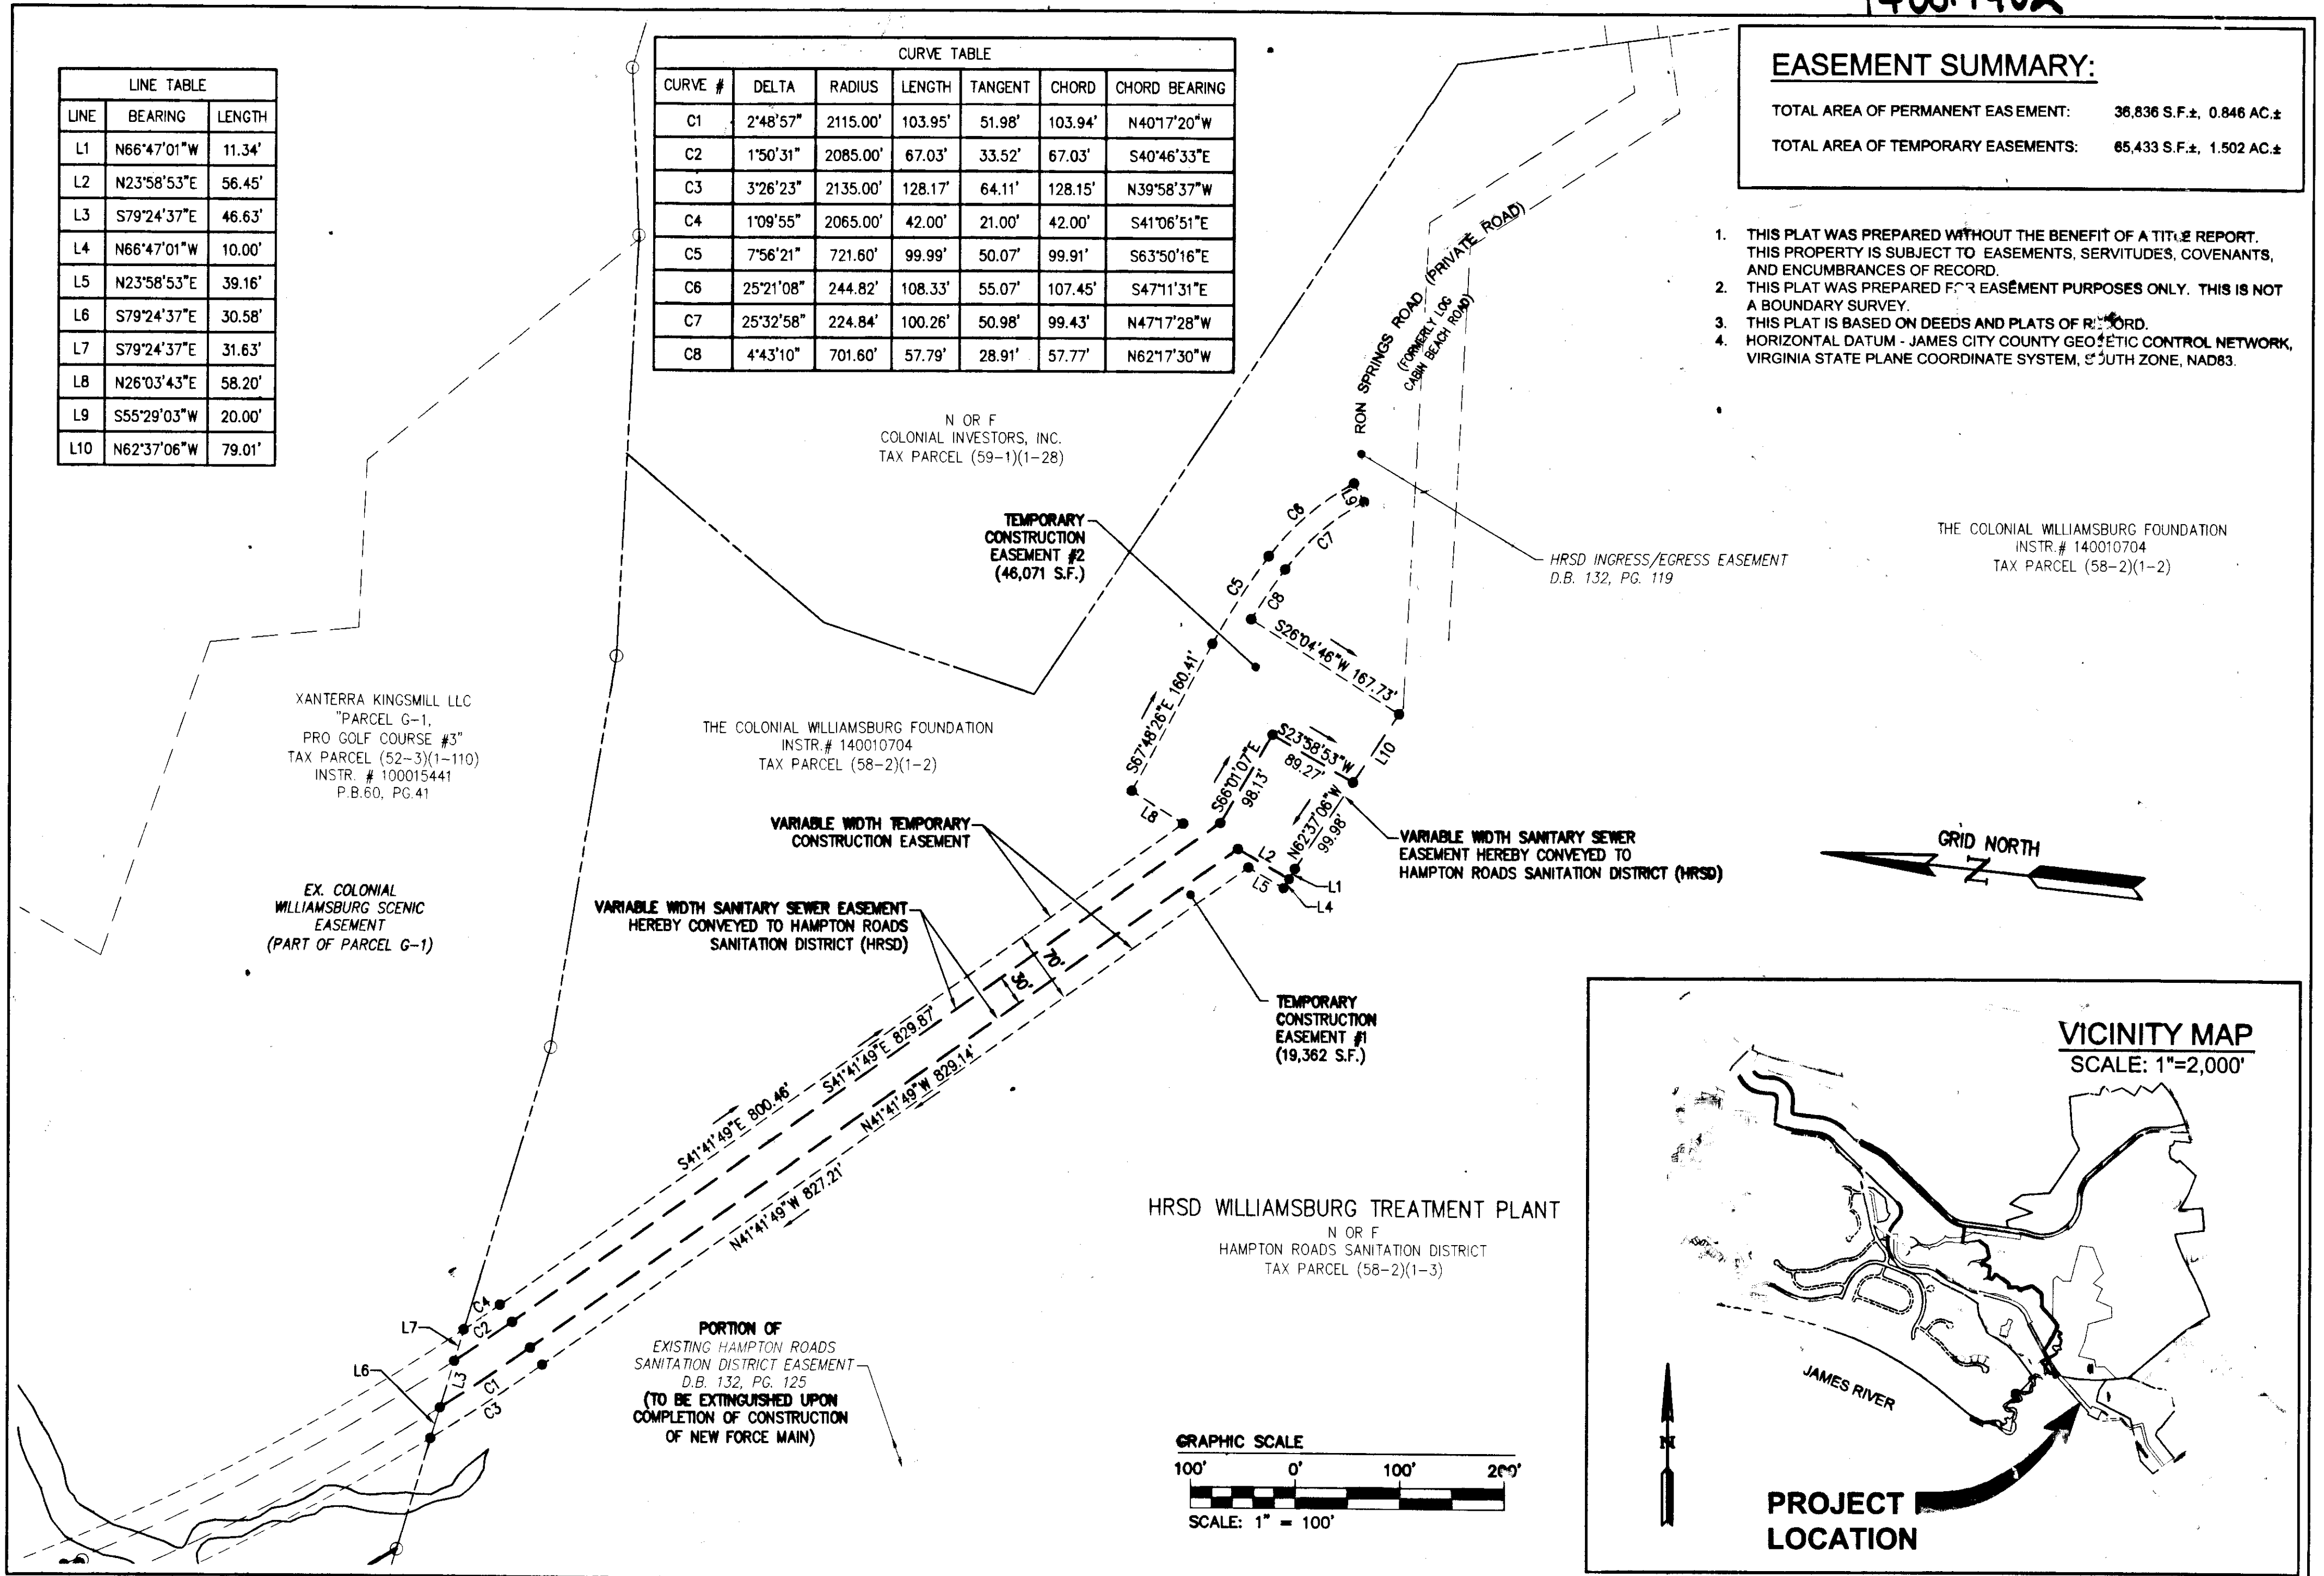 LINE TABLE
LINE BEARING LENGTH
L1 N66°47'01"W 11.34'
L2 N23°58'53"E 56.45'
L3 S79°24'37"E 46.63'
L4 N66°47'01"W 10.00'
L5 N23°58'53"E 39.16'
L6 S79°24'37"E 30.58'
L7 S79°24'37"E 31.63'
L8 N26°03'43"E 58.20'
L9 S55°29'03"W 20.00'
L10 N62°37'06"W 79.01'
CURVE TABLE
CURVE # DELTA RADIUS LENGTH TANGENT CHORD CHORD BEARING
C1 2°48'57" 2115.00' 103.95' 51.98' 103.94' N40°17'20"W
C2 1°50'31" 2085.00' 67.03' 33.52' 67.03' S40°46'33"E
C3 3°26'23" 2135.00' 128.17' 64.11' 128.15' N39°58'37"W
C4 1°09'55" 2065.00' 42.00' 21.00' 42.00' S41°06'51"E
C5 7°56'21" 721.60' 99.99' 50.07' 99.91' S63°50'16"E
C6 25°21'08" 244.82' 108.33' 55.07' 107.45' S47°11'31"E
C7 25°32'58" 224.84' 100.26' 50.98' 99.43' N47°17'28"W
C8 4°43'10" 701.60' 57.79' 28.91' 57.77' N62°17'30"W
EASEMENT SUMMARY:
TOTAL AREA OF PERMANENT EASEMENT: 36,836 S.F.±, 0.846 AC.±
TOTAL AREA OF TEMPORARY EASEMENTS: 65,433 S.F.±, 1.502 AC.±
1. THIS PLAT WAS PREPARED WITHOUT THE BENEFIT OF A TITLE REPORT.
THIS PROPERTY IS SUBJECT TO EASEMENTS, SERVITUDES, COVENANTS,
AND ENCUMBRANCES OF RECORD.
2. THIS PLAT WAS PREPARED FOR EASEMENT PURPOSES ONLY. THIS IS NOT
A BOUNDARY SURVEY.
3. THIS PLAT IS BASED ON DEEDS AND PLATS OF RECORD.
4. HORIZONTAL DATUM - JAMES CITY COUNTY GEODETIC CONTROL NETWORK,
VIRGINIA STATE PLANE COORDINATE SYSTEM, SOUTH ZONE, NAD83.
RON SPRINGS ROAD (PRIVATE ROAD)
(FORMERLY LOG
CABIN BEACH ROAD)
N OR F
COLONIAL INVESTORS, INC.
TAX PARCEL (59-1)(1-28)
TEMPORARY
CONSTRUCTION
EASEMENT #2
(46,071 S.F.)
L9
C6
C7
C5
C8
HRSD INGRESS/EGRESS EASEMENT
D.B. 132, PG. 119
THE COLONIAL WILLIAMSBURG FOUNDATION
INSTR.# 140010704
TAX PARCEL (58-2)(1-2)
S26°04'46"W 167.73'
S67°48'26"E 160.41'
XANTERRA KINGSMILL LLC
"PARCEL G-1,
PRO GOLF COURSE #3"
TAX PARCEL (52-3)(1-110)
INSTR. # 100015441
P.B.60, PG.41
THE COLONIAL WILLIAMSBURG FOUNDATION
INSTR.# 140010704
TAX PARCEL (58-2)(1-2)
S23°58'53"W
89.27'
L10
S66°01'07"E
98.13'
L8
N62°37'06"W
99.98'
VARIABLE WIDTH TEMPORARY
CONSTRUCTION EASEMENT
VARIABLE WIDTH SANITARY SEWER
EASEMENT HEREBY CONVEYED TO
HAMPTON ROADS SANITATION DISTRICT (HRSD)
GRID NORTH
N
L2
L5
L1
L4
EX. COLONIAL
WILLIAMSBURG SCENIC
EASEMENT
(PART OF PARCEL G-1)
VARIABLE WIDTH SANITARY SEWER EASEMENT
HEREBY CONVEYED TO HAMPTON ROADS
SANITATION DISTRICT (HRSD)
70'
30'
TEMPORARY
CONSTRUCTION
EASEMENT #1
(19,362 S.F.)
S41°41'49"E 800.46'
S41°41'49"E 829.87'
N41°41'49"W 829.14'
N41°41'49"W 827.21'
HRSD WILLIAMSBURG TREATMENT PLANT
N OR F
HAMPTON ROADS SANITATION DISTRICT
TAX PARCEL (58-2)(1-3)
C4
L7
C2
L6
L3
C1
C3
PORTION OF
EXISTING HAMPTON ROADS
SANITATION DISTRICT EASEMENT
D.B. 132, PG. 125
(TO BE EXTINGUISHED UPON
COMPLETION OF CONSTRUCTION
OF NEW FORCE MAIN)
GRAPHIC SCALE
100' 0' 100' 200'
SCALE: 1" = 100'
VICINITY MAP
SCALE: 1"=2,000'
JAMES RIVER
N
PROJECT
LOCATION